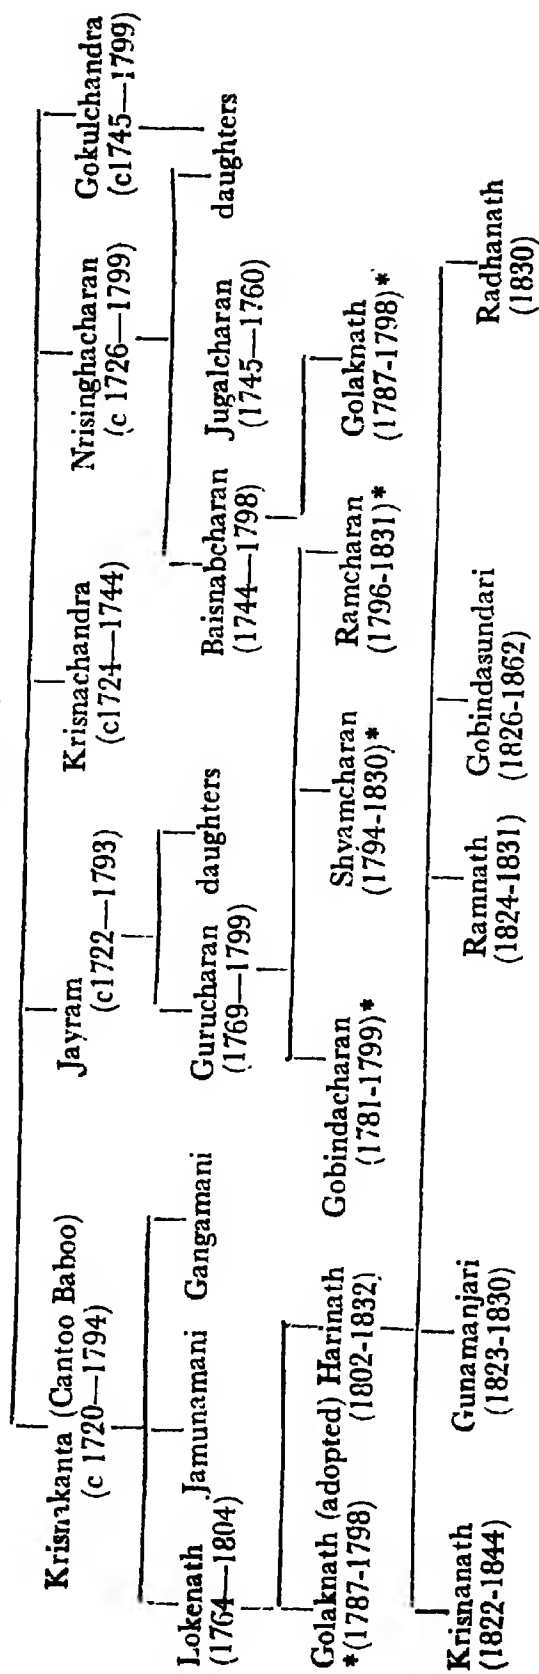 Krisnakanta (Cantoo Baboo)
(c 1720—1794)
Jayram
(c1722—1793)
Krisnachandra
(c1724—1744)
Nrisinghacharan
(c 1726—1799)
Gokulchandra
(c1745—1799)
Lokenath
(1764—1804)
Jamunamani
Gangamani
Gurucharan
(1769—1799)
daughters
Baisnabcharan
(1744—1798)
Jugalcharan
(1745—1760)
daughters
Golaknath (adopted)
*(1787-1798)
Harinath
(1802-1832)
Gobindacharan
(1781-1799)*
Shvamcharan
(1794-1830)*
Ramcharan
(1796-1831)*
Golaknath
(1787-1798)*
Krisnanath
(1822-1844)
Gunamanjari
(1823-1830)
Ramnath
(1824-1831)
Gobindasundari
(1826-1862)
Radhanath
(1830)